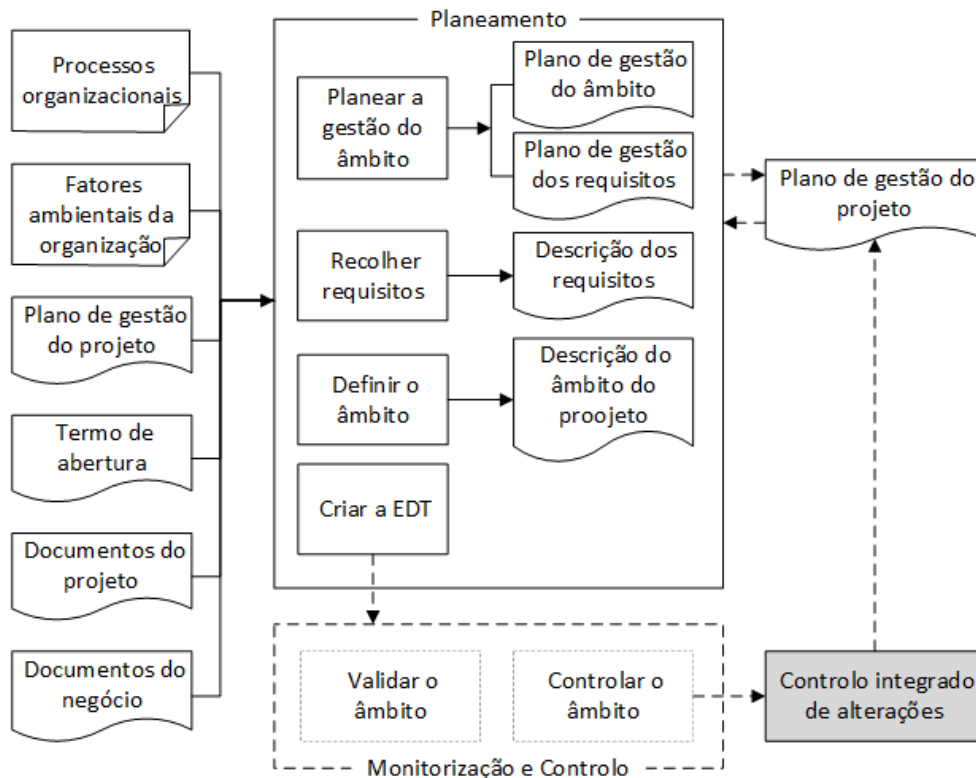 Planeamento
Processos
organizacionais
Fatores
ambientais da
organização
Plano de gestão
do projeto
Termo de
abertura
Documentos do
projeto
Documentos do
negócio
Planear a
gestão do
âmbito
Plano de gestão
do âmbito
Plano de gestão
dos requisitos
Recolher
requisitos
Descrição dos
requisitos
Definir o
âmbito
Descrição do
âmbito do
proojeto
Criar a EDT
Plano de gestão do
projeto
Validar o
âmbito
Controlar o
âmbito
Controlo integrado
de alterações
Monitorização e Controlo